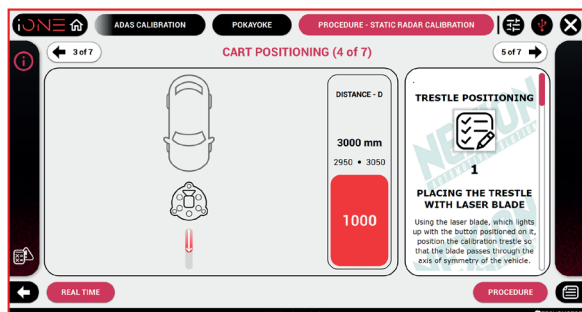 iONE
ADAS CALIBRATION
POKAYOKE
PROCEDURE - STATIC RADAR CALIBRATION
3 of 7
CART POSITIONING (4 of 7)
5 of 7
DISTANCE - D
3000 mm
2950 • 3050
1000
TRESTLE POSITIONING
1
PLACING THE TRESTLE
WITH LASER BLADE
Using the laser blade, which lights
up with the button positioned on it,
position the calibration trestle so
that the blade passes through the
axis of symmetry of the vehicle.
REAL TIME
PROCEDURE